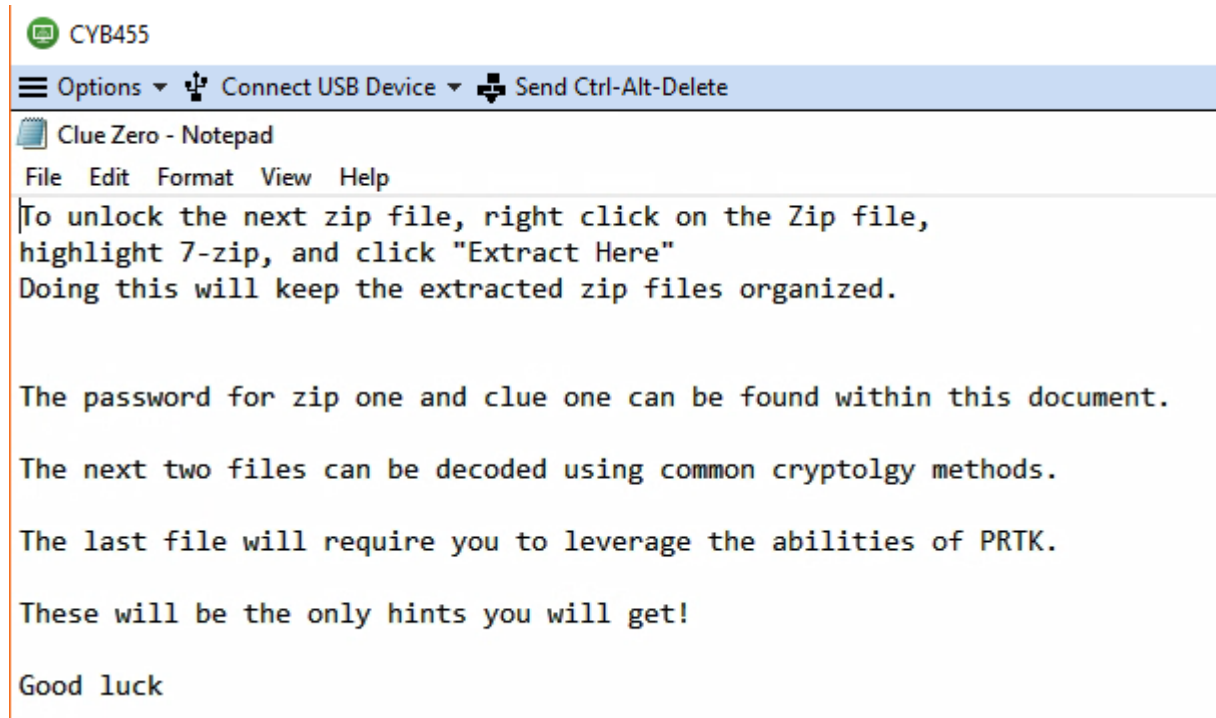 CYB455
Options Connect USB Device Send Ctrl-Alt-Delete
Clue Zero - Notepad
File Edit Format View Help
To unlock the next zip file, right click on the Zip file,
highlight 7-zip, and click "Extract Here"
Doing this will keep the extracted zip files organized.
The password for zip one and clue one can be found within this document.
The next two files can be decoded using common cryptolgy methods.
The last file will require you to leverage the abilities of PRTK.
These will be the only hints you will get!
Good luck